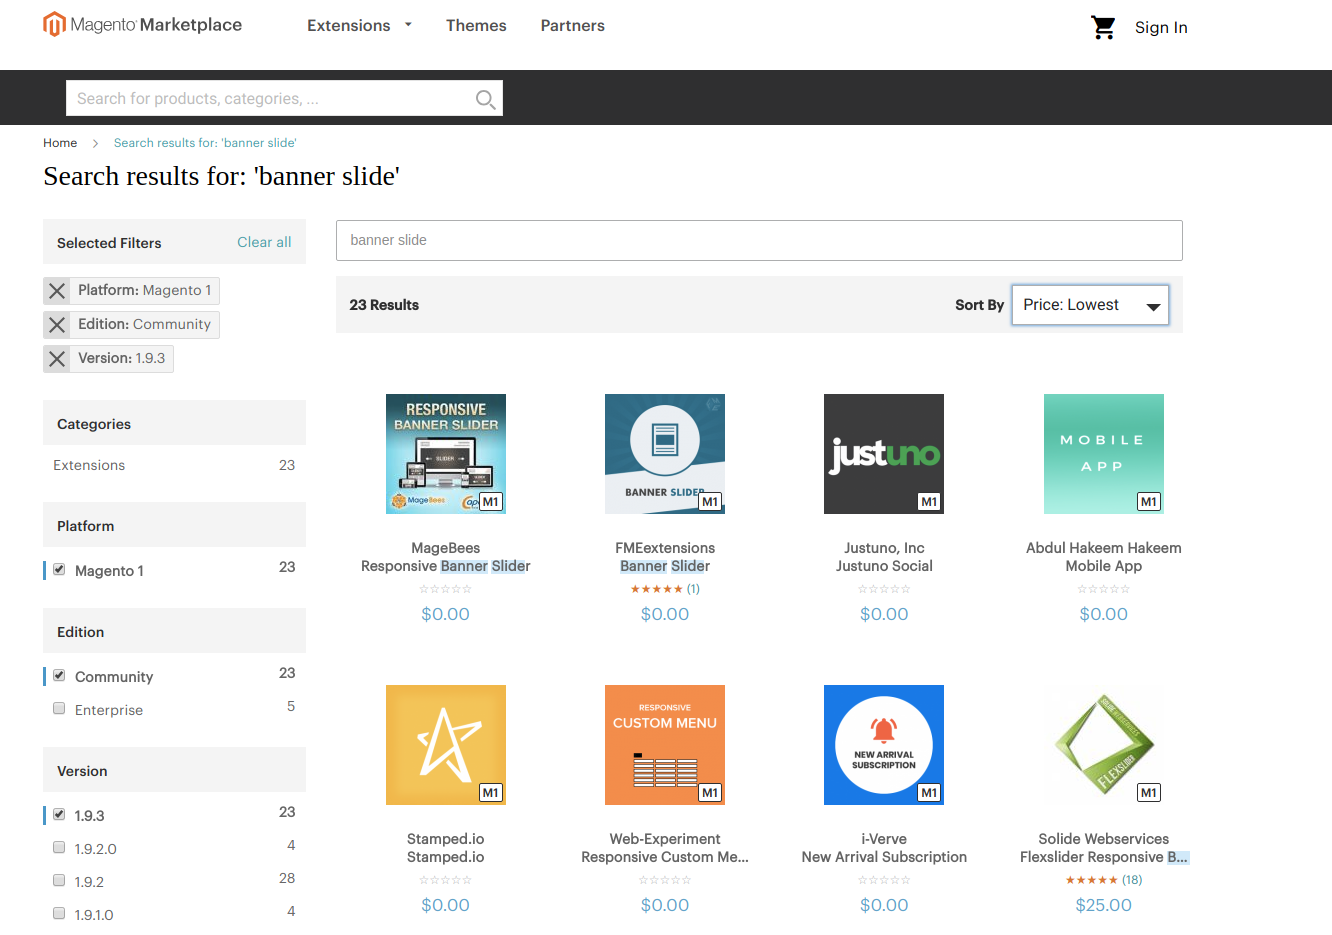 Magento Marketplace
Extensions
Themes
Partners
Sign In
Search for products, categories, ...
Home
Search results for: 'banner slide'
Search results for: 'banner slide'
Selected Filters
Clear all
Platform: Magento 1
Edition: Community
Version: 1.9.3
Categories
Extensions 23
Platform
Magento 1 23
Edition
Community 23
Enterprise 5
Version
1.9.3 23
1.9.2.0 4
1.9.2 28
1.9.1.0 4
banner slide
23 Results
Sort By
Price: Lowest
RESPONSIVE
BANNER SLIDER
SLIDER
MageBees
M1
MageBees
Responsive Banner Slider
$0.00
BANNER SLIDER
M1
FMEextensions
Banner Slider
(1)
$0.00
justuno
M1
Justuno, Inc
Justuno Social
$0.00
MOBILE
APP
M1
Abdul Hakeem Hakeem
Mobile App
$0.00
M1
Stamped.io
Stamped.io
$0.00
RESPONSIVE
CUSTOM MENU
M1
Web-Experiment
Responsive Custom Me...
$0.00
NEW ARRIVAL
SUBSCRIPTION
M1
i-Verve
New Arrival Subscription
$0.00
SOLIDE WEBSERVICES
FLEXSLIDER
M1
Solide Webservices
Flexslider Responsive B...
(18)
$25.00